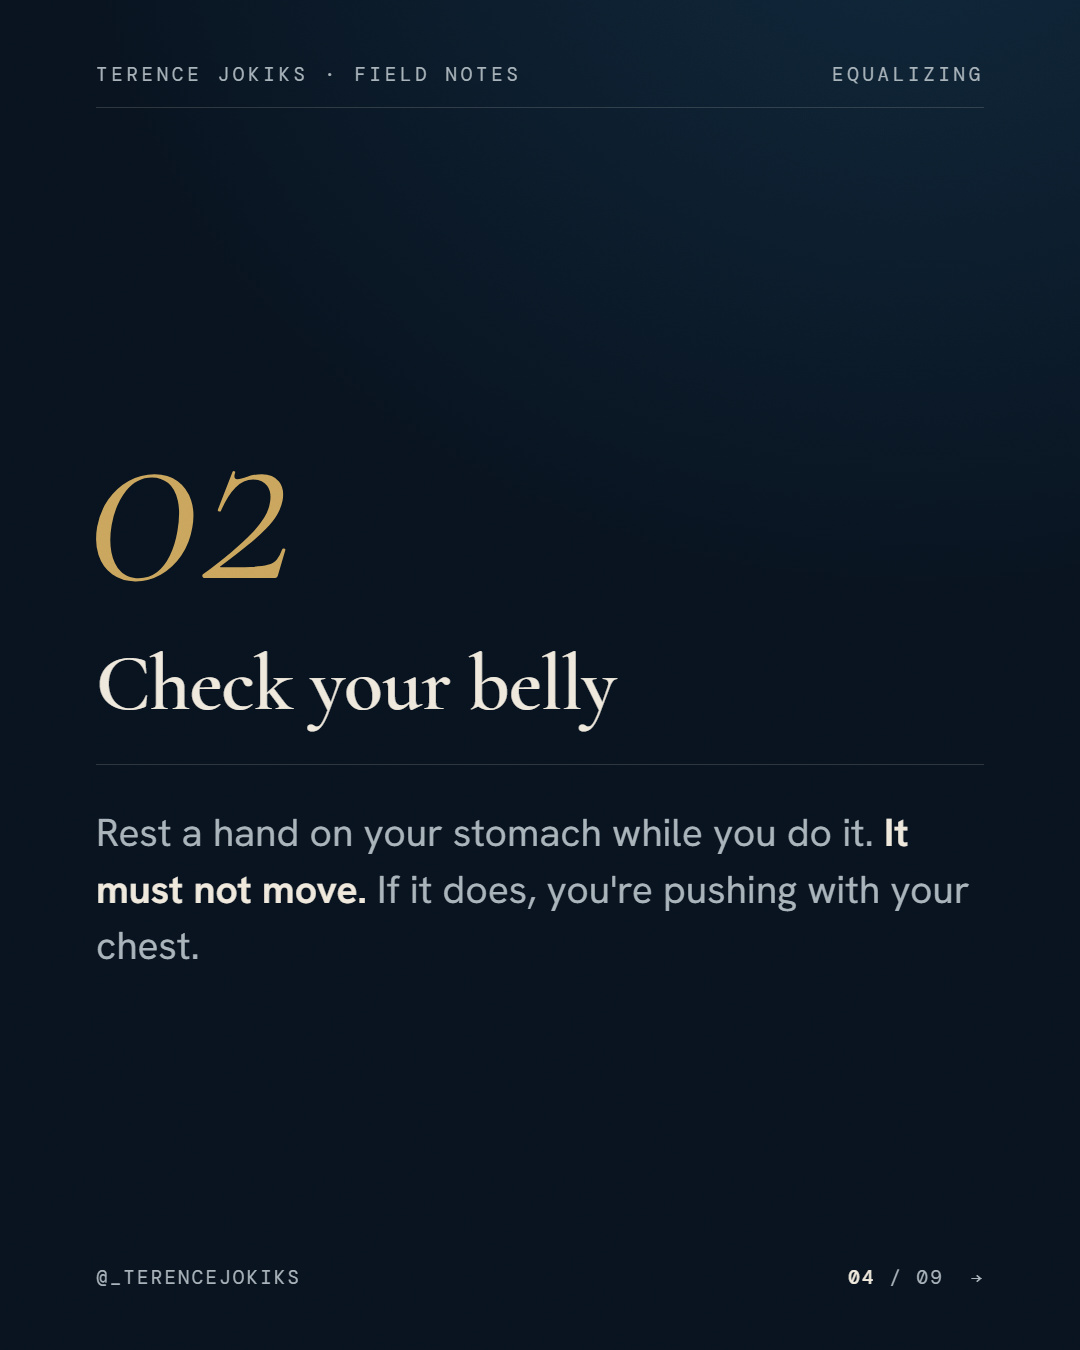 TERENCE JOKIKS · FIELD NOTES
EQUALIZING
02
Check your belly
Rest a hand on your stomach while you do it. It
must not move. If it does, you're pushing with your
chest.
@_TERENCEJOKIKS
04 / 09 →